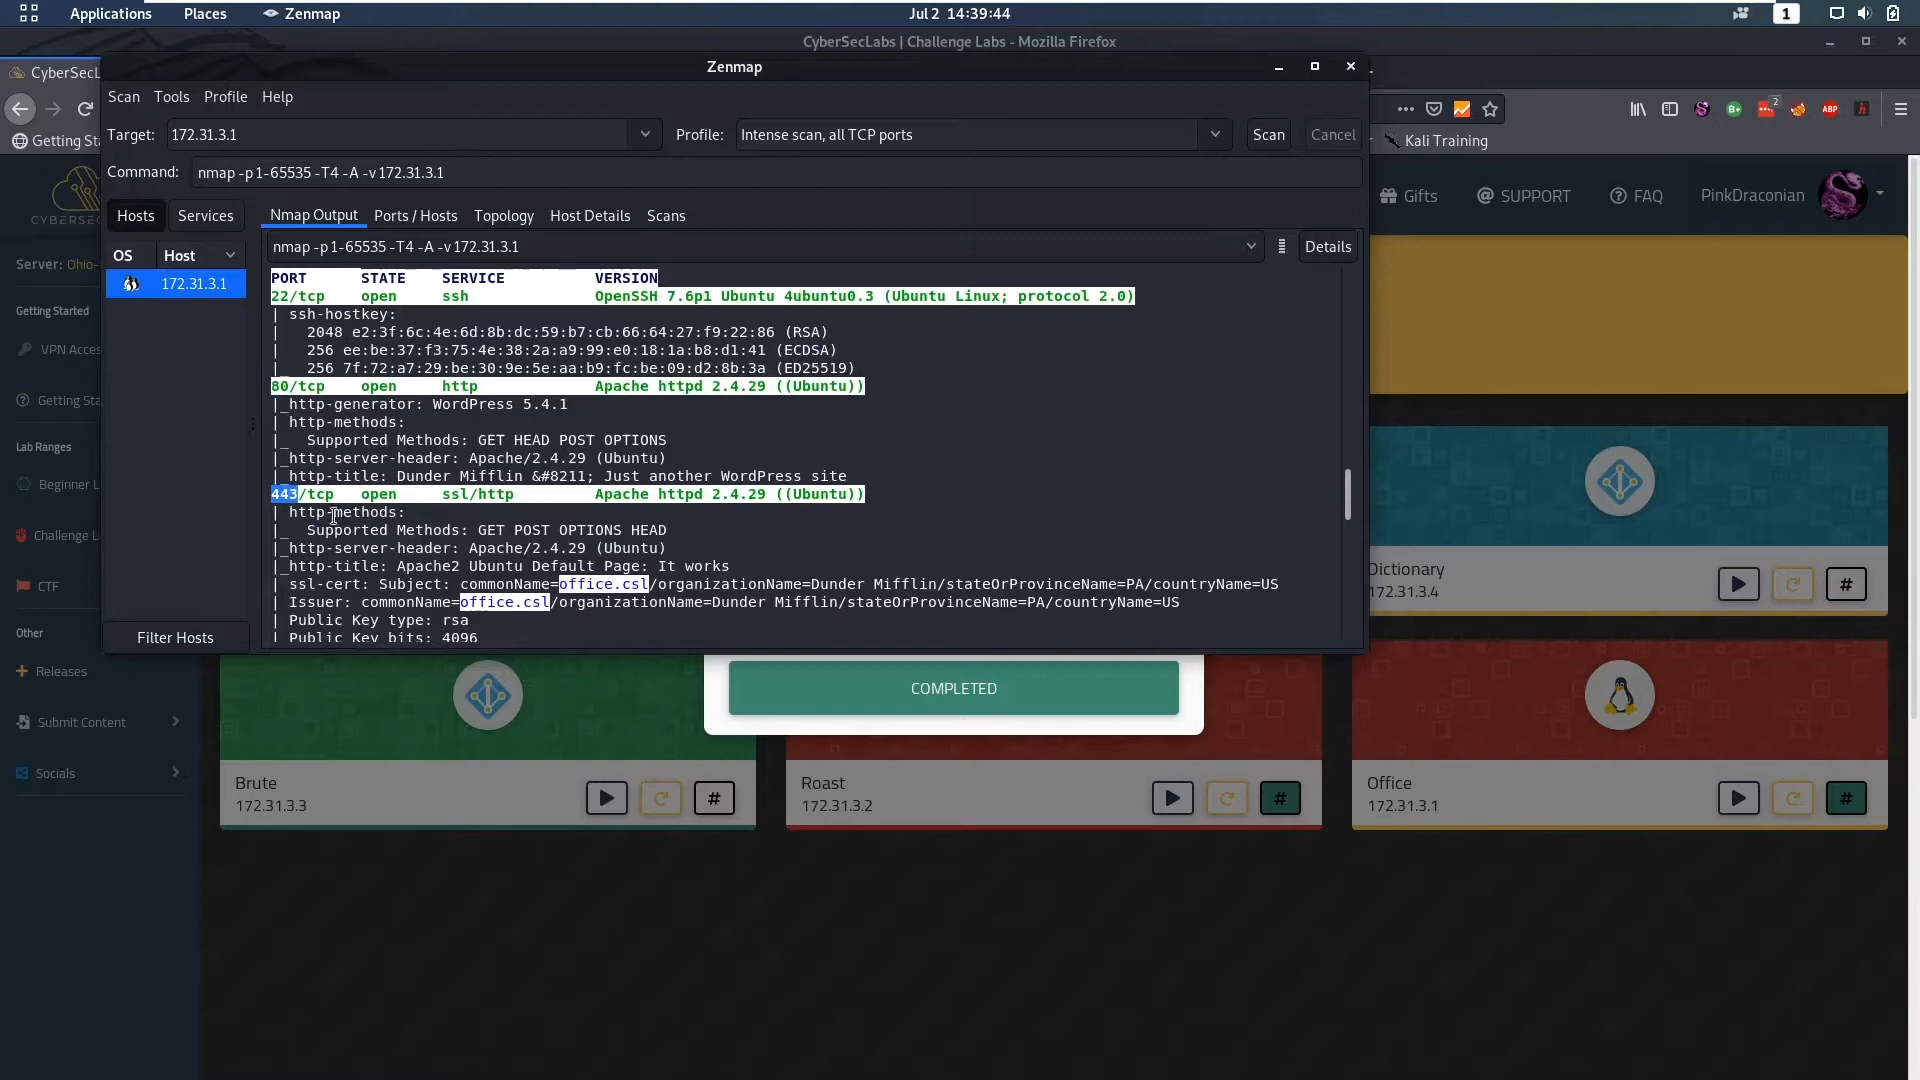 Applications Places Zenmap Jul 2 14:39:44 1
CyberSecLabs | Challenge Labs - Mozilla Firefox
CyberSecL
Zenmap
Scan Tools Profile Help
2 ABP
Target: 172.31.3.1 Profile: Intense scan, all TCP ports Scan Cancel
Getting Sta
Kali Training
Command: nmap -p 1-65535 -T4 -A -v 172.31.3.1
CYBERSEC
Gifts SUPPORT FAQ PinkDraconian
Hosts Services Nmap Output Ports / Hosts Topology Host Details Scans
nmap -p 1-65535 -T4 -A -v 172.31.3.1 Details
OS Host
172.31.3.1
Server: Ohio-
Getting Started
VPN Acces
Getting Sta
Lab Ranges
Beginner L
Challenge L
CTF
Other
Releases
Submit Content
Socials
Filter Hosts
PORT STATE SERVICE VERSION
22/tcp open ssh OpenSSH 7.6p1 Ubuntu 4ubuntu0.3 (Ubuntu Linux; protocol 2.0)
| ssh-hostkey:
|   2048 e2:3f:6c:4e:6d:8b:dc:59:b7:cb:66:64:27:f9:22:86 (RSA)
|   256 ee:be:37:f3:75:4e:38:2a:a9:99:e0:18:1a:b8:d1:41 (ECDSA)
|_  256 7f:72:a7:29:be:30:9e:5e:aa:b9:fc:be:09:d2:8b:3a (ED25519)
80/tcp open http Apache httpd 2.4.29 ((Ubuntu))
|_http-generator: WordPress 5.4.1
| http-methods:
|_  Supported Methods: GET HEAD POST OPTIONS
|_http-server-header: Apache/2.4.29 (Ubuntu)
|_http-title: Dunder Mifflin &#8211; Just another WordPress site
443/tcp open ssl/http Apache httpd 2.4.29 ((Ubuntu))
| http-methods:
|_  Supported Methods: GET POST OPTIONS HEAD
|_http-server-header: Apache/2.4.29 (Ubuntu)
|_http-title: Apache2 Ubuntu Default Page: It works
| ssl-cert: Subject: commonName=office.csl/organizationName=Dunder Mifflin/stateOrProvinceName=PA/countryName=US
| Issuer: commonName=office.csl/organizationName=Dunder Mifflin/stateOrProvinceName=PA/countryName=US
| Public Key type: rsa
| Public Key bits: 4096
Dictionary
172.31.3.4
#
COMPLETED
Brute
172.31.3.3
#
Roast
172.31.3.2
#
Office
172.31.3.1
#